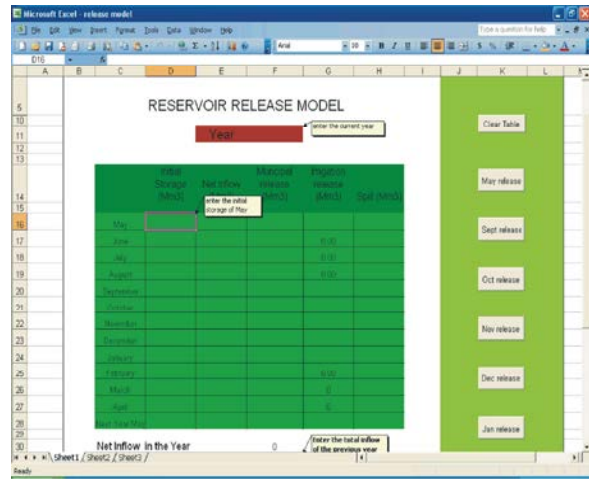 Microsoft Excel - release model
File Edit View Insert Format Tools Data Window Help
Type a question for help
Arial 10 B I U
D16
A B C D E F G H I J K L
5
10
11
12
13
14
15
16
17
18
19
20
21
22
23
24
25
26
27
28
29
30
RESERVOIR RELEASE MODEL
Year
enter the current year
Initial Storage (Mm3)
Net Inflow
Municipal release (Mm3)
Irrigation release (Mm3)
Spill (Mm3)
enter the initial
storage of May
May
June 0.00
July 0.00
August 0.00
September
October
November
December
January
February 0.00
March 0
April 0
Next Year May
Net Inflow in the Year 0
Enter the total inflow
of the previous year
Clear Table
May release
Sept release
Oct release
Nov release
Dec release
Jan release
Sheet1 / Sheet2 / Sheet3 /
Ready